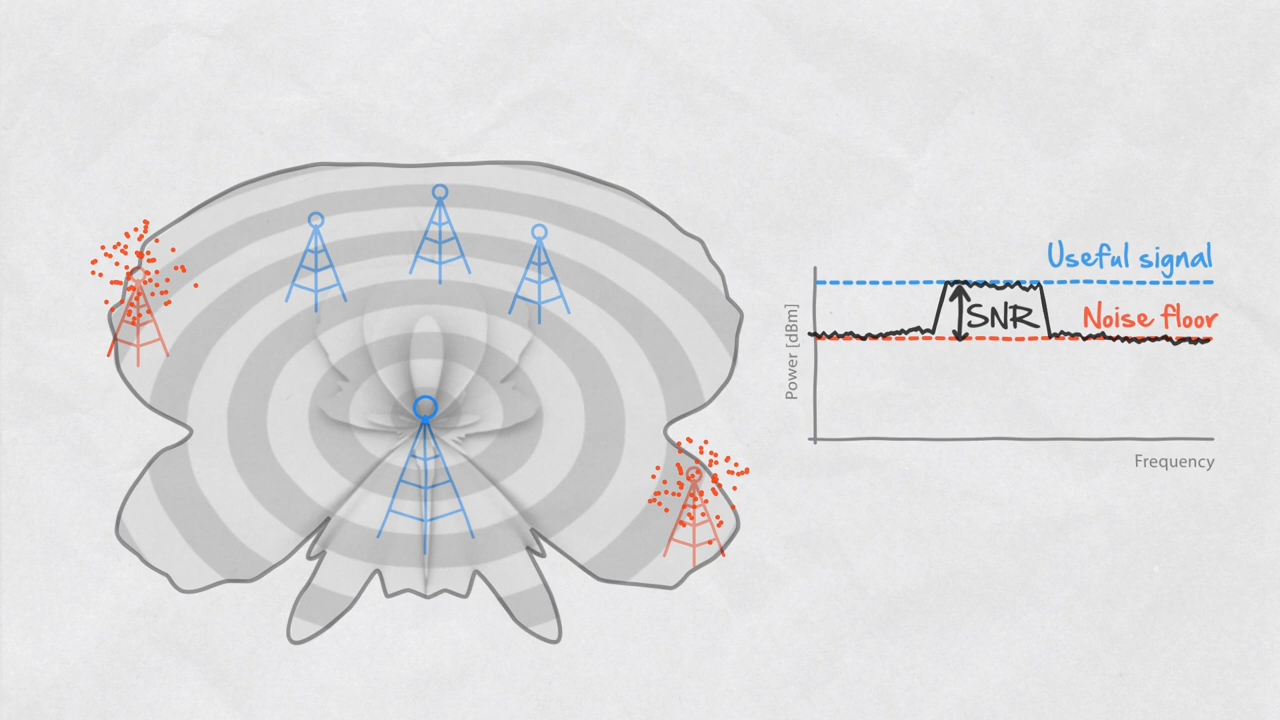 Useful signal
SNR
Noise floor
Power [dBm]
Frequency